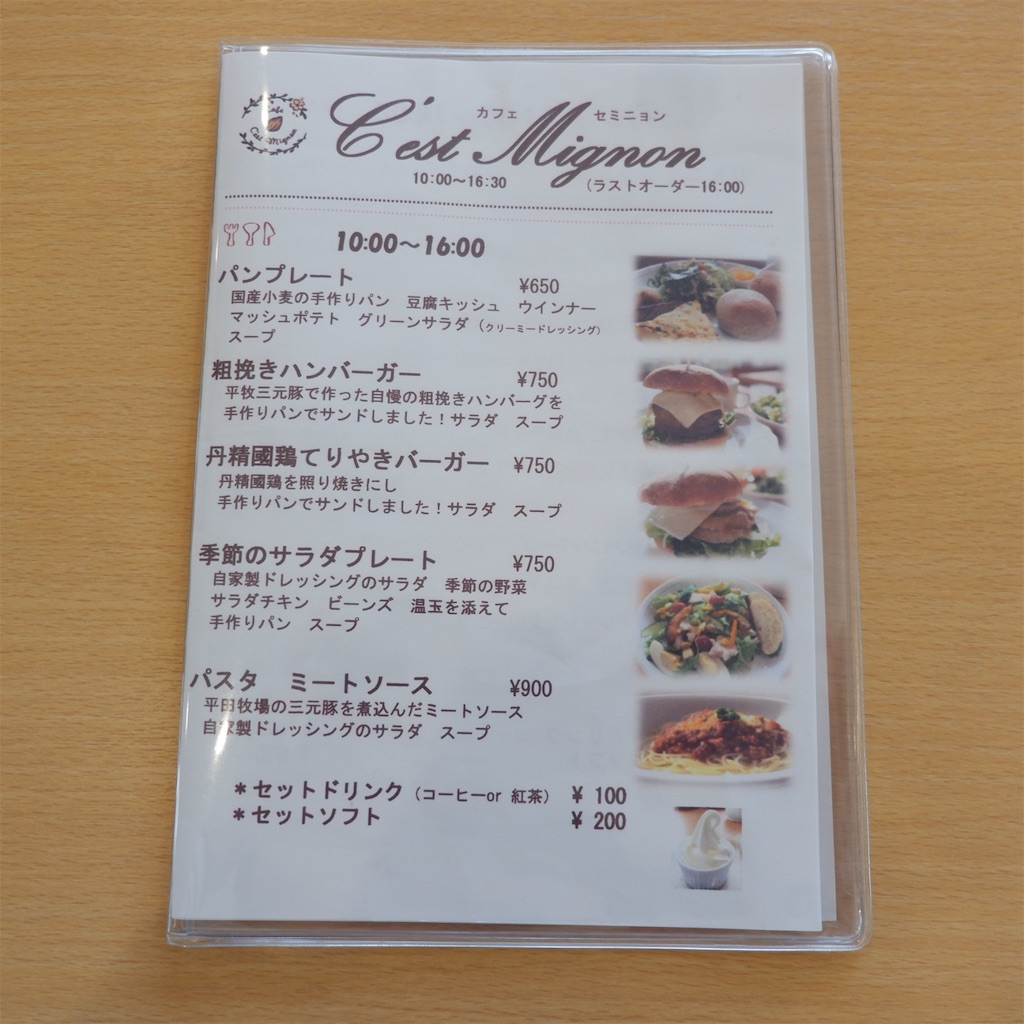 Cafe
C'est Mignon
カフェ　セミニョン
C'est Mignon
10:00～16:30　(ラストオーダー16:00)
10:00～16:00
パンプレート　¥650
国産小麦の手作りパン　豆腐キッシュ　ウインナー
マッシュポテト　グリーンサラダ（クリーミードレッシング）
スープ
粗挽きハンバーガー　¥750
平牧三元豚で作った自慢の粗挽きハンバーグを
手作りパンでサンドしました！サラダ　スープ
丹精國鶏てりやきバーガー　¥750
丹精國鶏を照り焼きにし
手作りパンでサンドしました！サラダ　スープ
季節のサラダプレート　¥750
自家製ドレッシングのサラダ　季節の野菜
サラダチキン　ビーンズ　温玉を添えて
手作りパン　スープ
パスタ　ミートソース　¥900
平田牧場の三元豚を煮込んだミートソース
自家製ドレッシングのサラダ　スープ
＊セットドリンク（コーヒーor 紅茶）　¥ 100
＊セットソフト　¥ 200